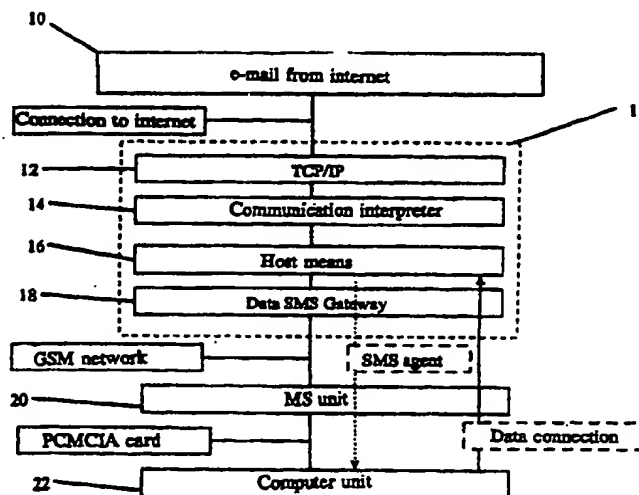 10
e-mail from internet
Connection to internet
1
12
TCP/IP
14
Communication interpreter
16
Host means
18
Data SMS Gateway
GSM network
SMS agent
20
MS unit
PCMCIA card
Data connection
22
Computer unit